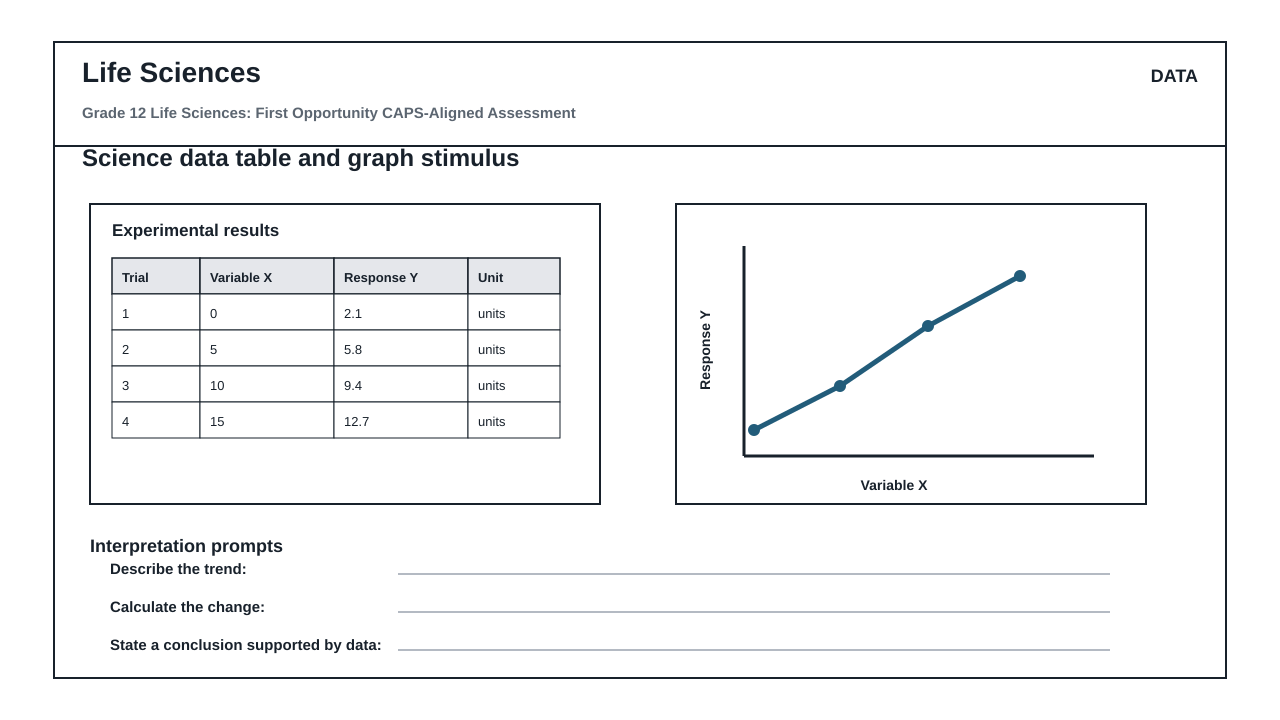 Life Sciences
DATA
Grade 12 Life Sciences: First Opportunity CAPS-Aligned Assessment
Science data table and graph stimulus
Experimental results
Trial Variable X Response Y Unit
1 0 2.1 units
2 5 5.8 units
3 10 9.4 units
4 15 12.7 units
Response Y
Variable X
Interpretation prompts
Describe the trend:
Calculate the change:
State a conclusion supported by data: